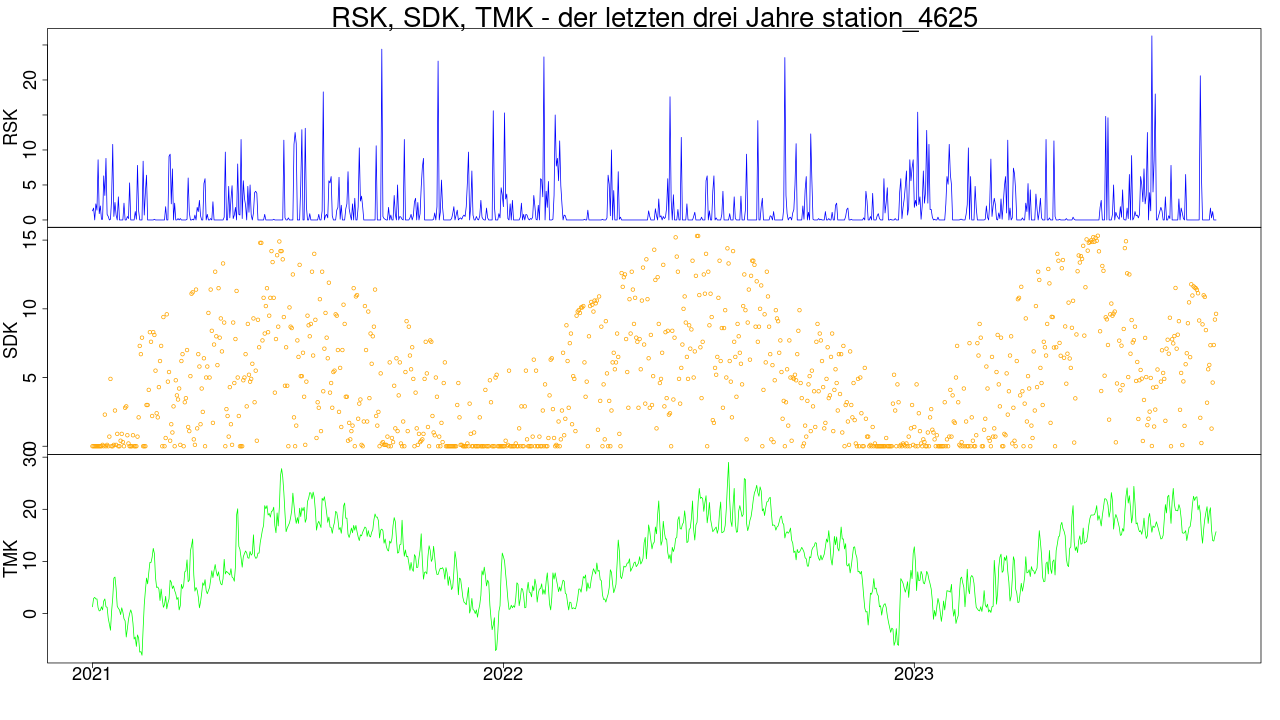 RSK, SDK, TMK - der letzten drei Jahre station_4625
RSK
0 5 10 20
SDK
0 5 10 15
TMK
0 10 20 30
2021 2022 2023